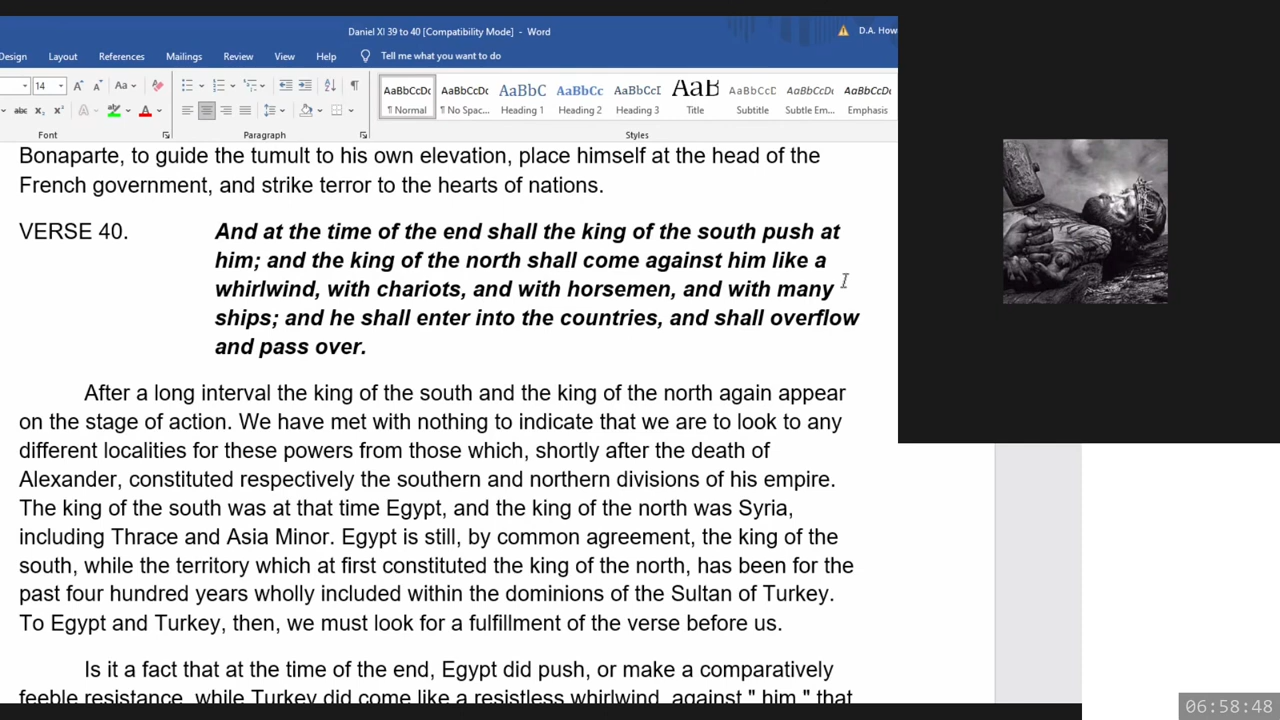 Daniel XI 39 to 40 [Compatibility Mode] - Word
D.A. How
Design Layout References Mailings Review View Help Tell me what you want to do
14 Aa
AaBbCcDc AaBbCcDc AaBbC AaBbCc AaBbCcI AaB AaBbCcD AaBbCcDc AaBbCcDc
¶ Normal ¶ No Spac... Heading 1 Heading 2 Heading 3 Title Subtitle Subtle Em... Emphasis
Font Paragraph Styles
Bonaparte, to guide the tumult to his own elevation, place himself at the head of the
French government, and strike terror to the hearts of nations.
VERSE 40. And at the time of the end shall the king of the south push at
him; and the king of the north shall come against him like a
whirlwind, with chariots, and with horsemen, and with many
ships; and he shall enter into the countries, and shall overflow
and pass over.
After a long interval the king of the south and the king of the north again appear
on the stage of action. We have met with nothing to indicate that we are to look to any
different localities for these powers from those which, shortly after the death of
Alexander, constituted respectively the southern and northern divisions of his empire.
The king of the south was at that time Egypt, and the king of the north was Syria,
including Thrace and Asia Minor. Egypt is still, by common agreement, the king of the
south, while the territory which at first constituted the king of the north, has been for the
past four hundred years wholly included within the dominions of the Sultan of Turkey.
To Egypt and Turkey, then, we must look for a fulfillment of the verse before us.
Is it a fact that at the time of the end, Egypt did push, or make a comparatively
feeble resistance, while Turkey did come like a resistless whirlwind, against " him " that
06:58:48